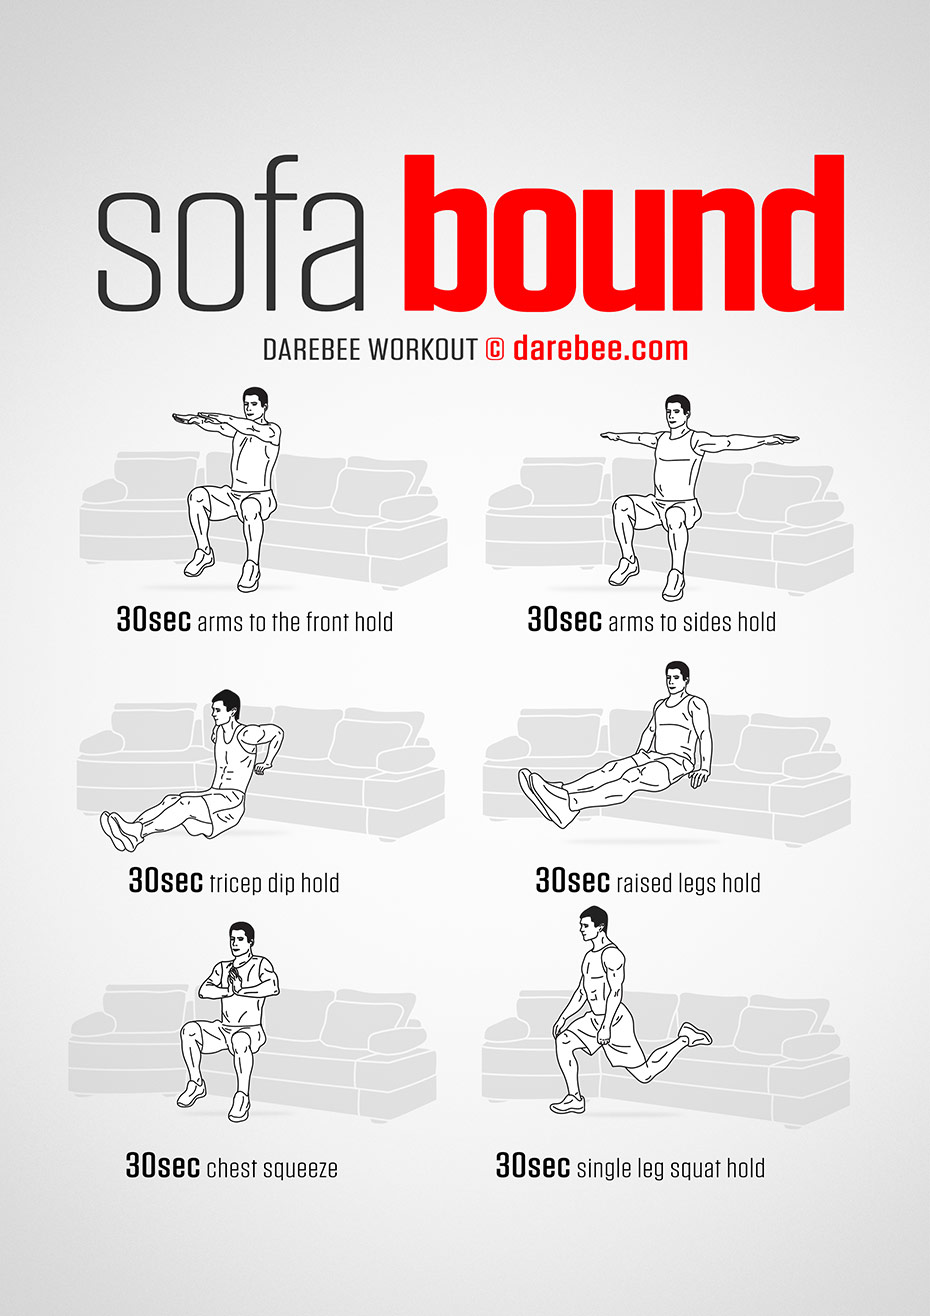 sofa bound
DAREBEE WORKOUT © darebee.com
30sec arms to the front hold
30sec arms to sides hold
30sec tricep dip hold
30sec raised legs hold
30sec chest squeeze
30sec single leg squat hold